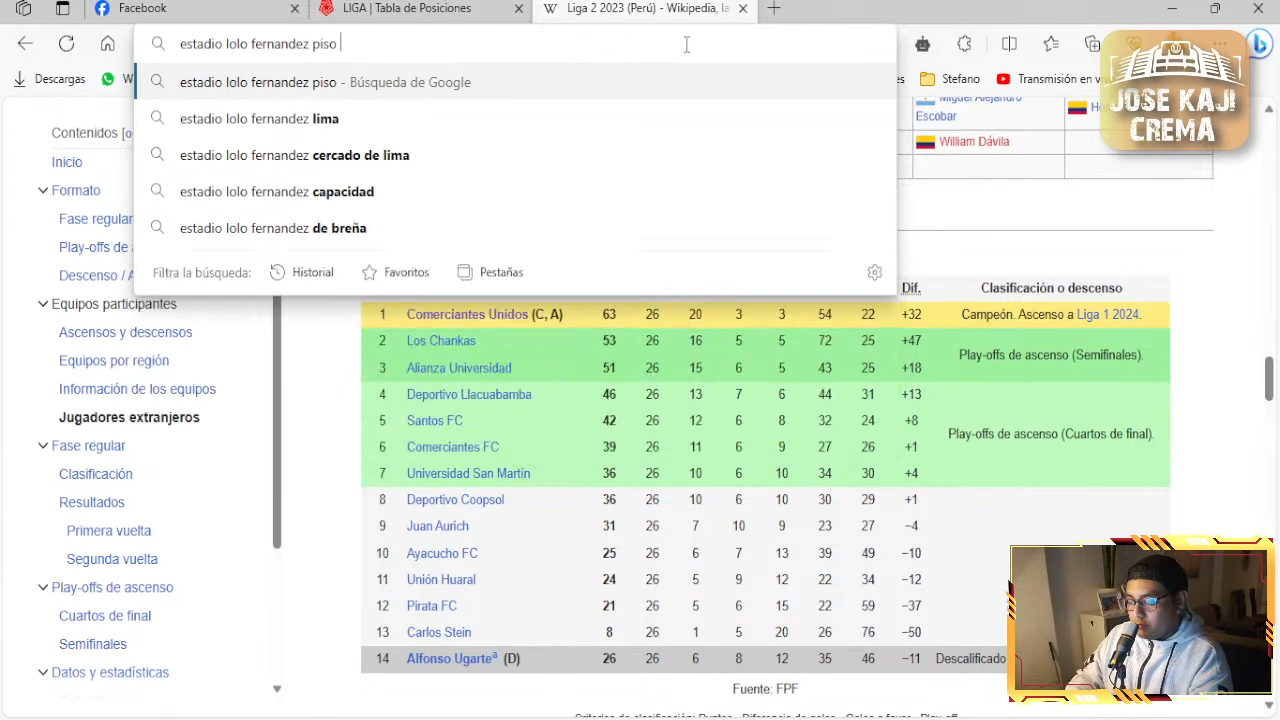 Facebook
LIGA | Tabla de Posiciones
W Liga 2 2023 (Perú) - Wikipedia, la
estadio lolo fernandez piso
estadio lolo fernandez piso - Búsqueda de Google
estadio lolo fernandez lima
estadio lolo fernandez cercado de lima
estadio lolo fernandez capacidad
estadio lolo fernandez de breña
Filtra la búsqueda: Historial Favoritos Pestañas
Descargas
Stefano
Transmisión en
JOSE KAJI
CREMA
Miguel Alejandro
Escobar
William Dávila
Contenidos
Inicio
Formato
Fase regular
Play-offs de
Descenso /
Equipos participantes
Ascensos y descensos
Equipos por región
Información de los equipos
Jugadores extranjeros
Fase regular
Clasificación
Resultados
Primera vuelta
Segunda vuelta
Play-offs de ascenso
Cuartos de final
Semifinales
Datos y estadísticas
Dif. Clasificación o descenso
1 Comerciantes Unidos (C, A) 63 26 20 3 3 54 22 +32 Campeón. Ascenso a Liga 1 2024.
2 Los Chankas 53 26 16 5 5 72 25 +47
Play-offs de ascenso (Semifinales).
3 Alianza Universidad 51 26 15 6 5 43 25 +18
4 Deportivo Llacuabamba 46 26 13 7 6 44 31 +13
5 Santos FC 42 26 12 6 8 32 24 +8
Play-offs de ascenso (Cuartos de final).
6 Comerciantes FC 39 26 11 6 9 27 26 +1
7 Universidad San Martín 36 26 10 6 10 34 30 +4
8 Deportivo Coopsol 36 26 10 6 10 30 29 +1
9 Juan Aurich 31 26 7 10 9 23 27 −4
10 Ayacucho FC 25 26 6 7 13 39 49 −10
11 Unión Huaral 24 26 5 9 12 22 34 −12
12 Pirata FC 21 26 5 6 15 22 59 −37
13 Carlos Stein 8 26 1 5 20 26 76 −50
14 Alfonso Ugarteª (D) 26 26 6 8 12 35 46 −11 Descalificado
Fuente: FPF